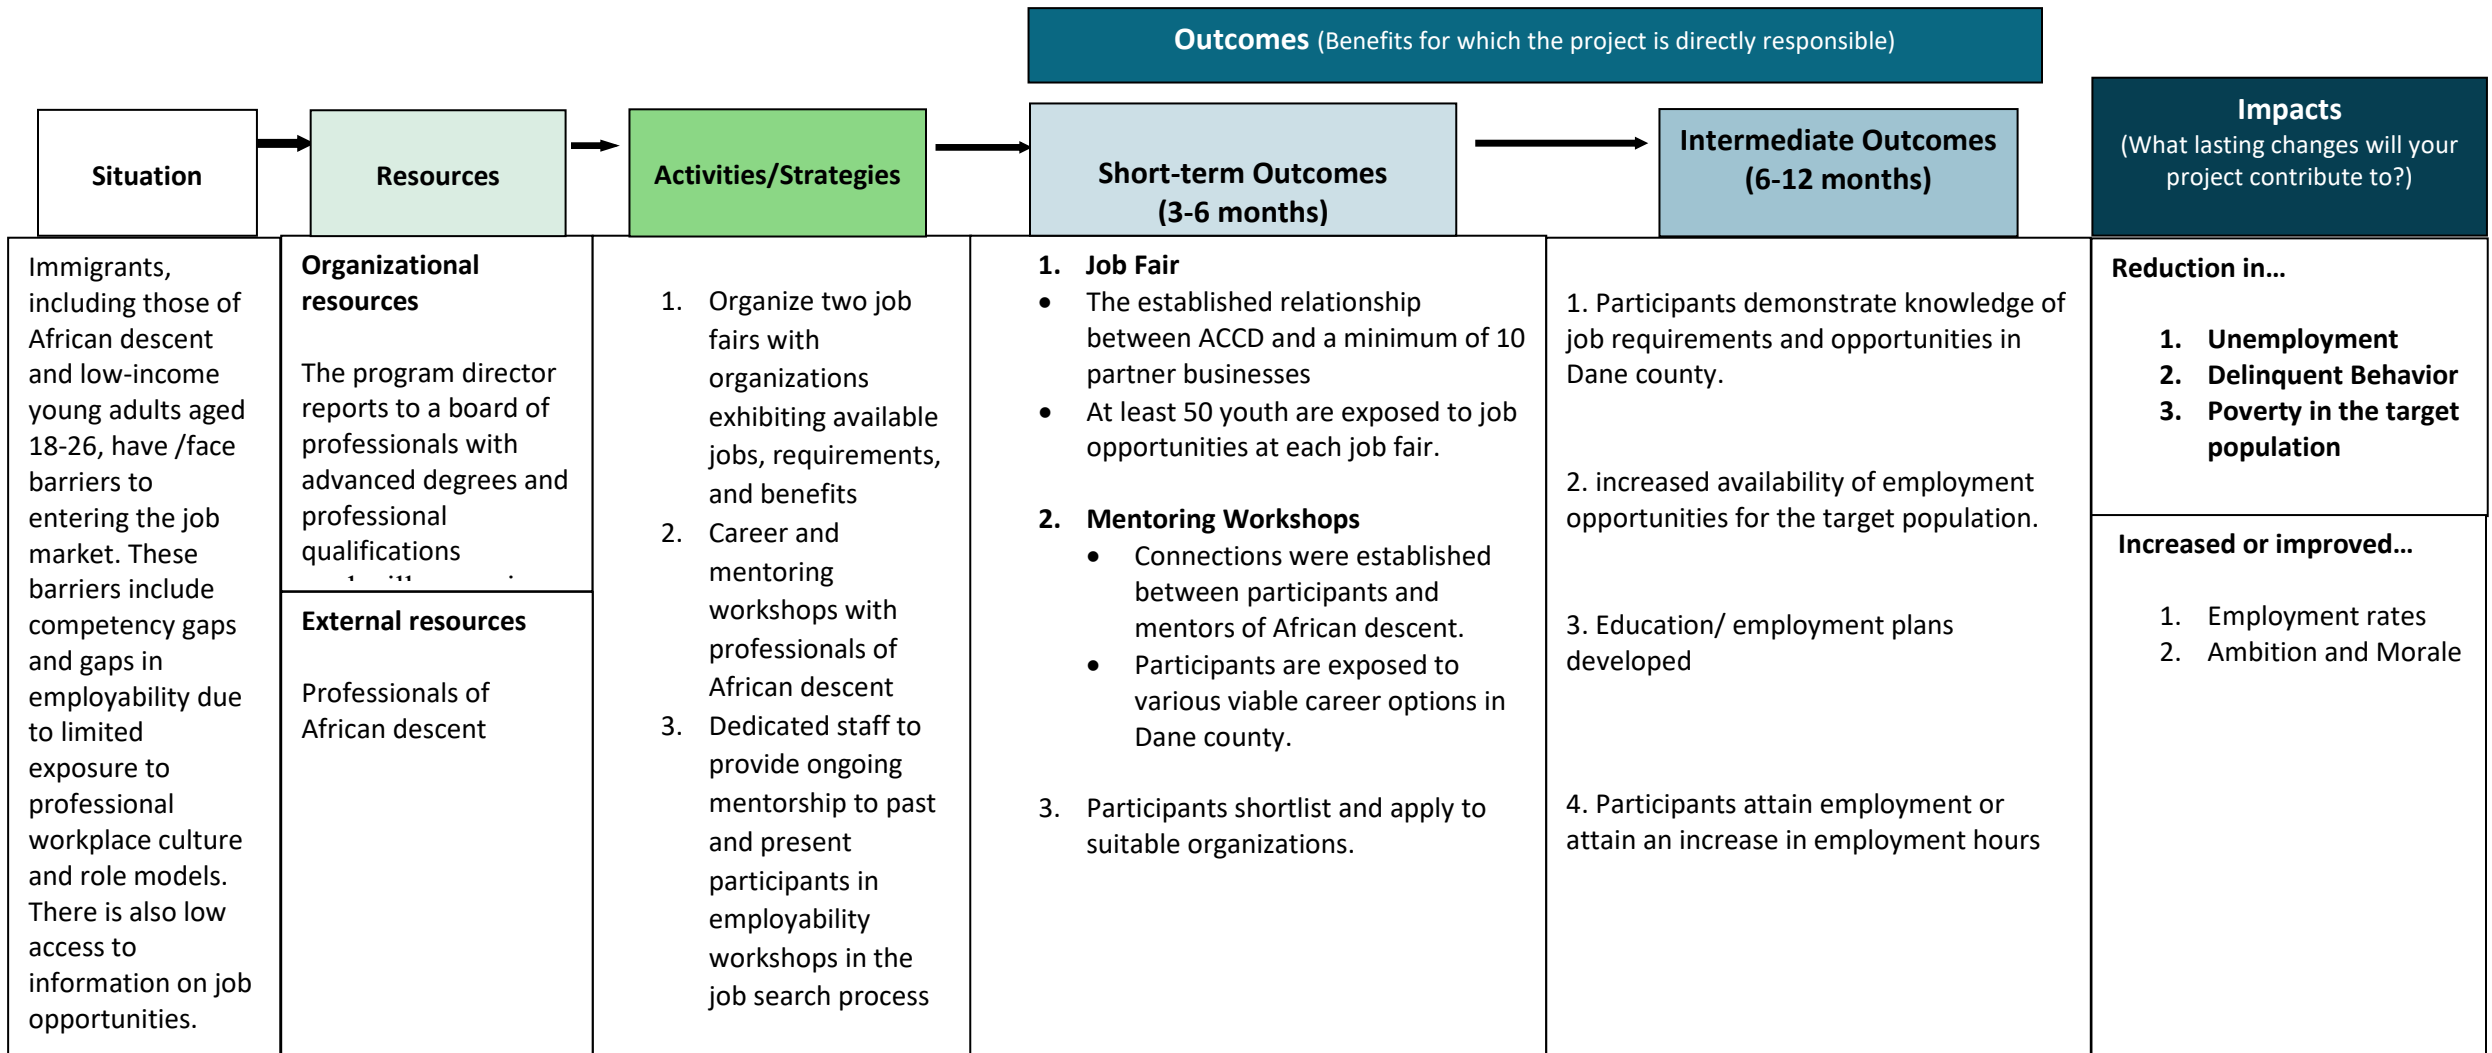 Outcomes (Benefits for which the project is directly responsible)
Situation
Resources
Activities/Strategies
Short-term Outcomes
(3-6 months)
Intermediate Outcomes
(6-12 months)
Impacts
(What lasting changes will your
project contribute to?)
Immigrants,
including those of
African descent
and low-income
young adults aged
18-26, have /face
barriers to
entering the job
market. These
barriers include
competency gaps
and gaps in
employability due
to limited
exposure to
professional
workplace culture
and role models.
There is also low
access to
information on job
opportunities.
Organizational
resources
The program director
reports to a board of
professionals with
advanced degrees and
professional
qualifications
External resources
Professionals of
African descent
1. Organize two job
fairs with
organizations
exhibiting available
jobs, requirements,
and benefits
2. Career and
mentoring
workshops with
professionals of
African descent
3. Dedicated staff to
provide ongoing
mentorship to past
and present
participants in
employability
workshops in the
job search process
1. Job Fair
• The established relationship
between ACCD and a minimum of 10
partner businesses
• At least 50 youth are exposed to job
opportunities at each job fair.
2. Mentoring Workshops
• Connections were established
between participants and
mentors of African descent.
• Participants are exposed to
various viable career options in
Dane county.
3. Participants shortlist and apply to
suitable organizations.
1. Participants demonstrate knowledge of
job requirements and opportunities in
Dane county.
2. increased availability of employment
opportunities for the target population.
3. Education/ employment plans
developed
4. Participants attain employment or
attain an increase in employment hours
Reduction in…
1. Unemployment
2. Delinquent Behavior
3. Poverty in the target
population
Increased or improved…
1. Employment rates
2. Ambition and Morale